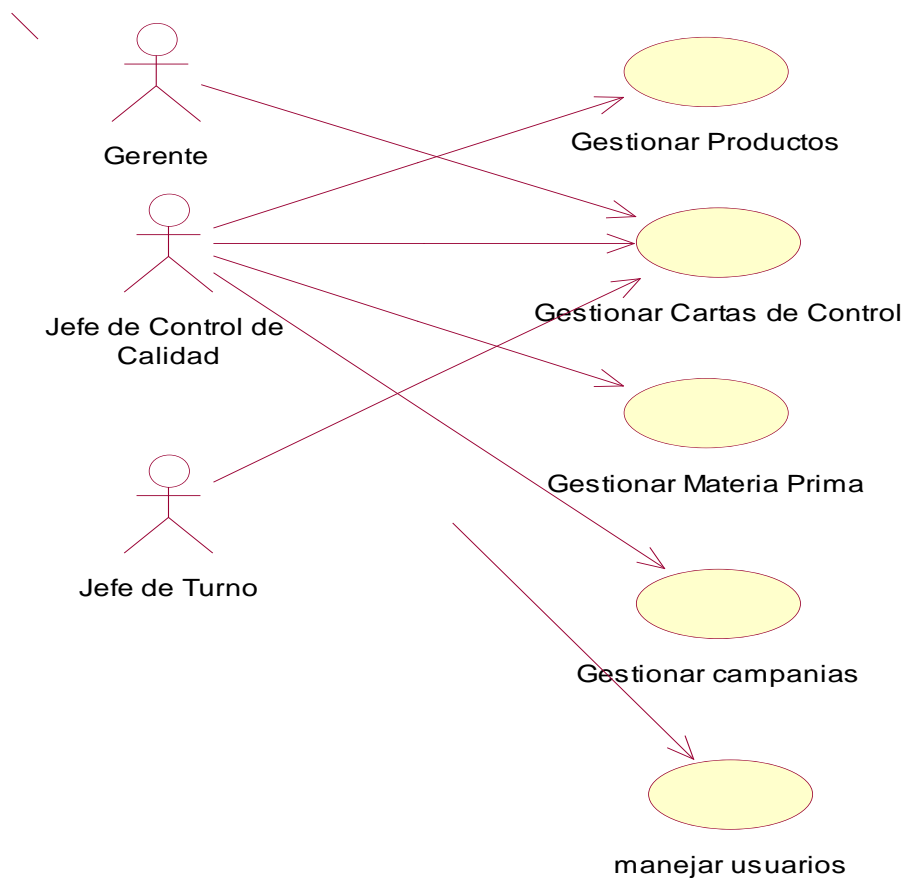 Gerente
Gestionar Productos
Gestionar Cartas de Control
Jefe de Control de
Calidad
Gestionar Materia Prima
Jefe de Turno
Gestionar campanias
manejar usuarios